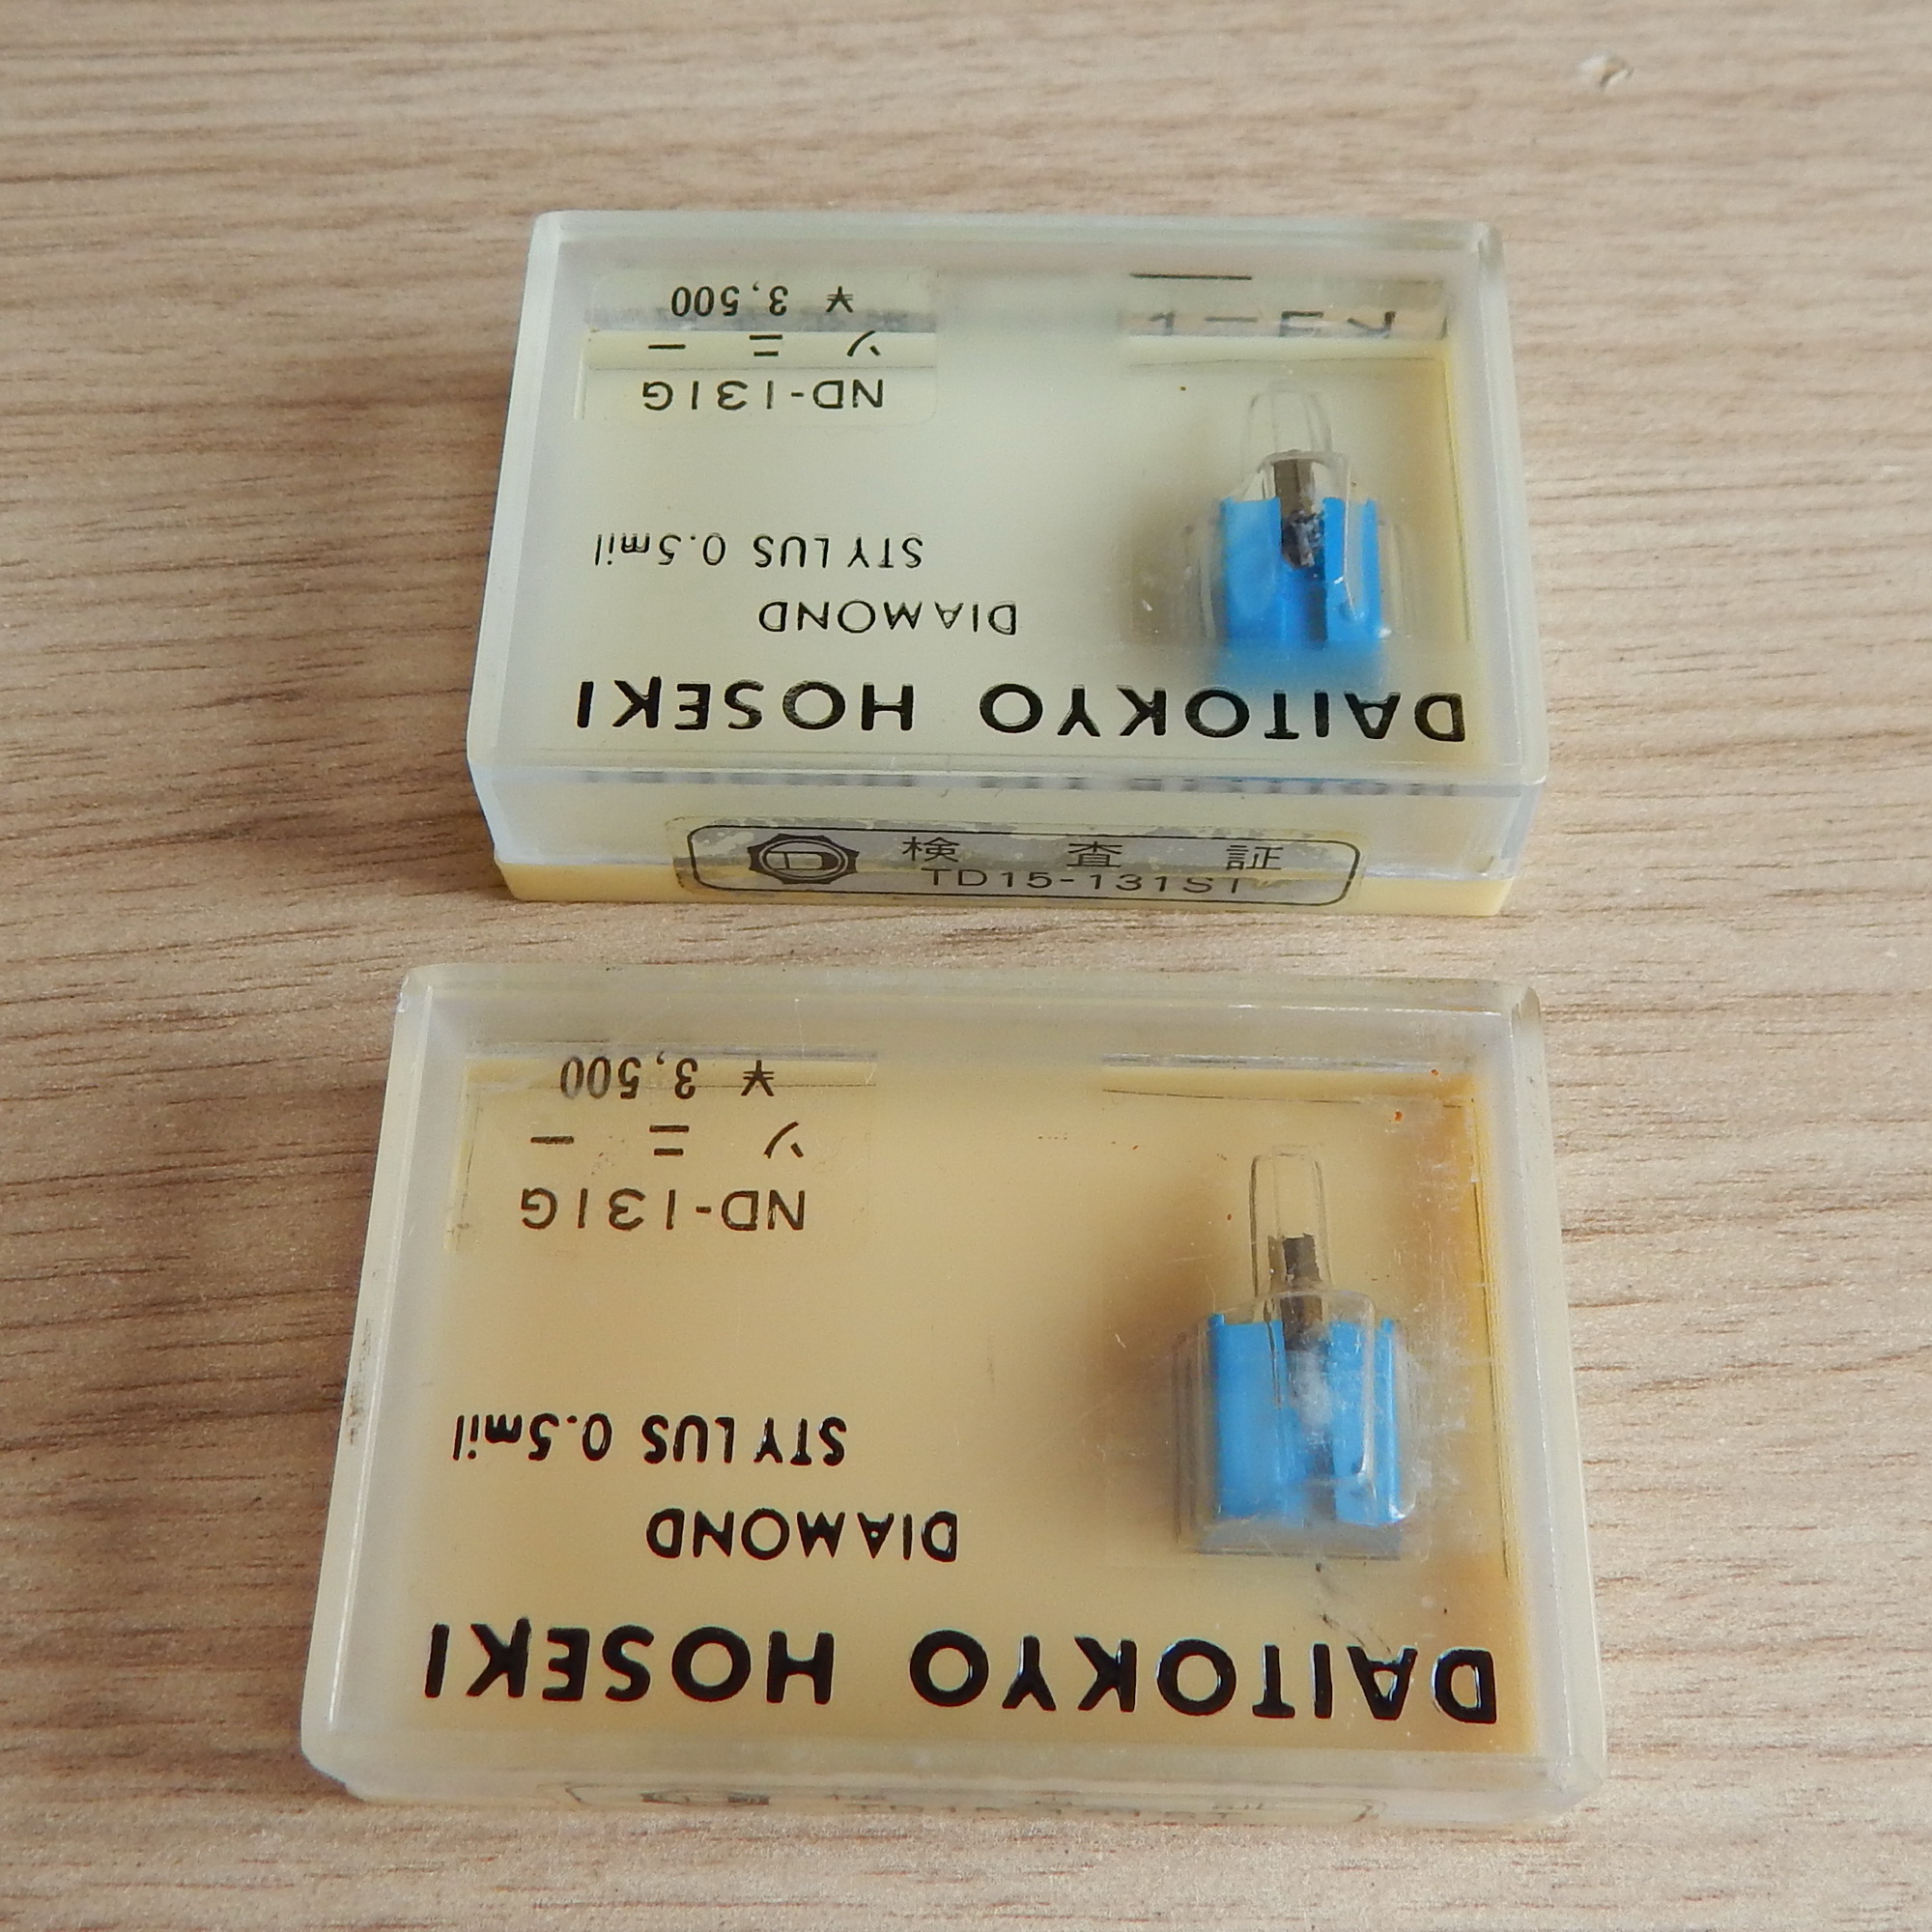 DAITOKYO HOSEKI
DIAMOND
STYLUS 0.5mil
ND-131G
ソニー
¥ 3,500
D 検査証
TD15-131ST
DAITOKYO HOSEKI
DIAMOND
STYLUS 0.5mil
ND-131G
ソニー
¥ 3,500